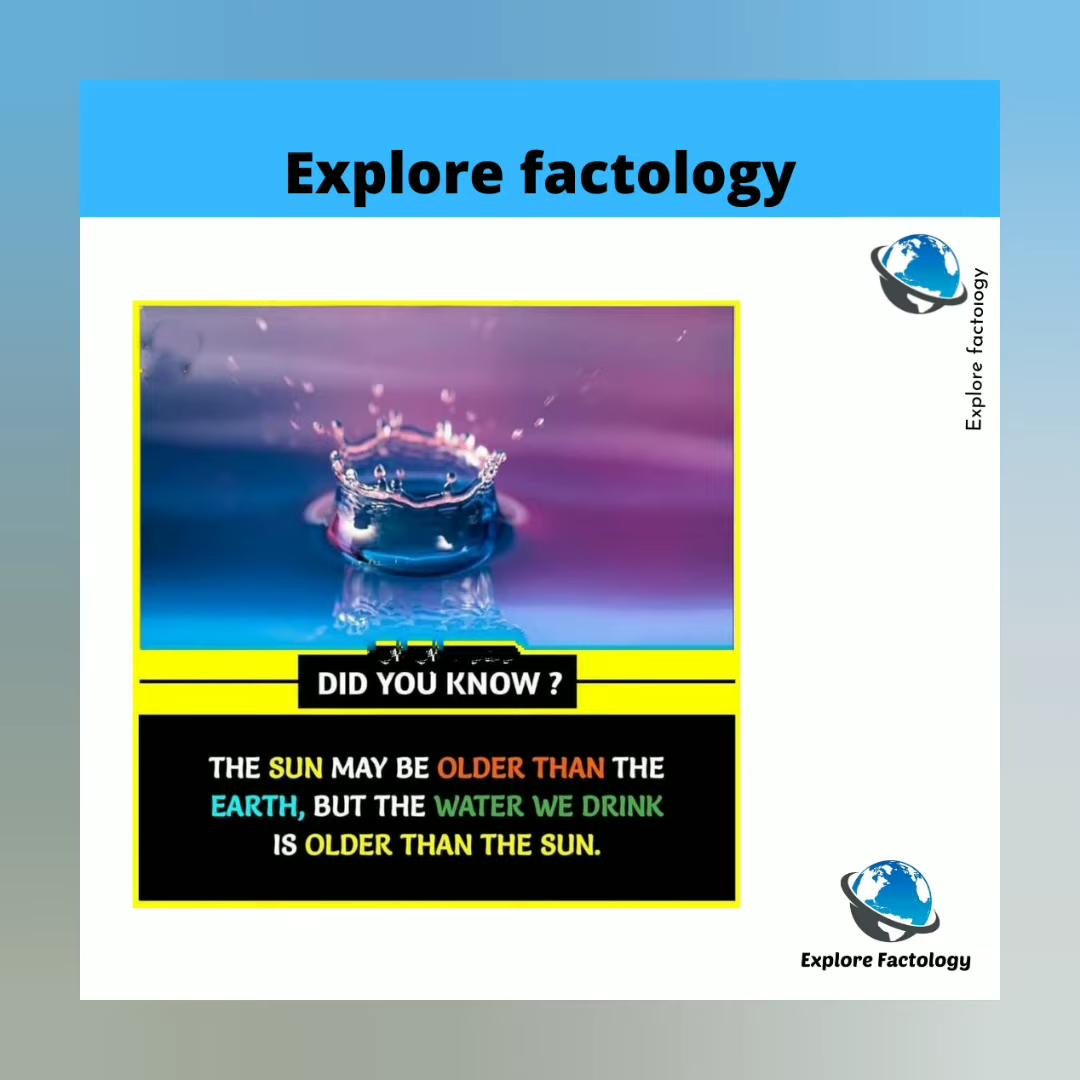 Explore factology
Explore factology
DID YOU KNOW ?
THE SUN MAY BE OLDER THAN THE
EARTH, BUT THE WATER WE DRINK
IS OLDER THAN THE SUN.
Explore Factology